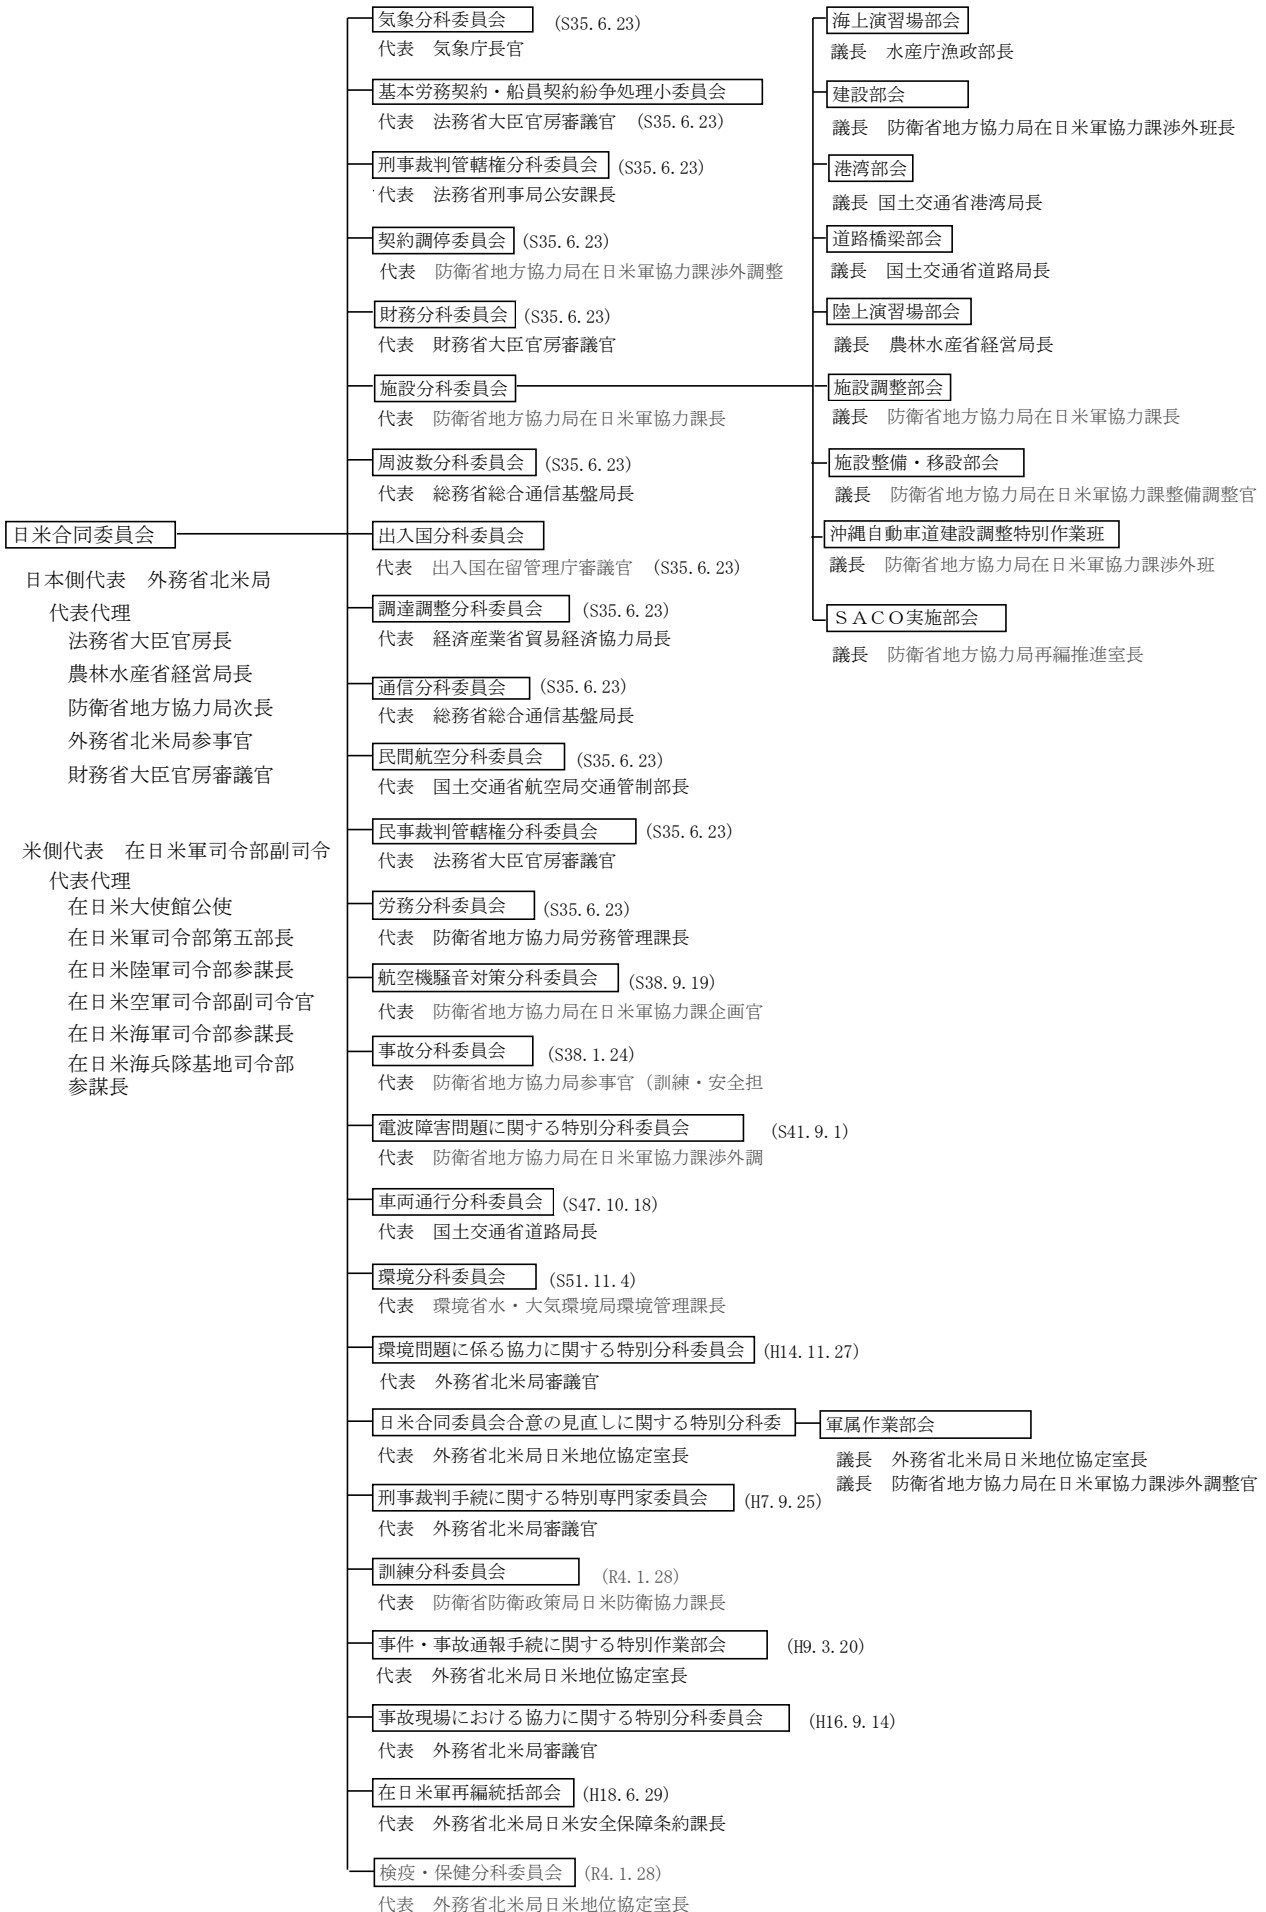 日米合同委員会
日本側代表　外務省北米局
代表代理
法務省大臣官房長
農林水産省経営局長
防衛省地方協力局次長
外務省北米局参事官
財務省大臣官房審議官
米側代表　在日米軍司令部副司令
代表代理
在日米大使館公使
在日米軍司令部第五部長
在日米陸軍司令部参謀長
在日米空軍司令部副司令官
在日米海軍司令部参謀長
在日米海兵隊基地司令部
参謀長
気象分科委員会 (S35.6.23)
代表　気象庁長官
基本労務契約・船員契約紛争処理小委員会
代表　法務省大臣官房審議官　(S35.6.23)
刑事裁判管轄権分科委員会 (S35.6.23)
代表　法務省刑事局公安課長
契約調停委員会 (S35.6.23)
代表　防衛省地方協力局在日米軍協力課渉外調整
財務分科委員会 (S35.6.23)
代表　財務省大臣官房審議官
施設分科委員会
代表　防衛省地方協力局在日米軍協力課長
周波数分科委員会 (S35.6.23)
代表　総務省総合通信基盤局長
出入国分科委員会
代表　出入国在留管理庁審議官　(S35.6.23)
調達調整分科委員会 (S35.6.23)
代表　経済産業省貿易経済協力局長
通信分科委員会 (S35.6.23)
代表　総務省総合通信基盤局長
民間航空分科委員会 (S35.6.23)
代表　国土交通省航空局交通管制部長
民事裁判管轄権分科委員会 (S35.6.23)
代表　法務省大臣官房審議官
労務分科委員会 (S35.6.23)
代表　防衛省地方協力局労務管理課長
航空機騒音対策分科委員会 (S38.9.19)
代表　防衛省地方協力局在日米軍協力課企画官
事故分科委員会 (S38.1.24)
代表　防衛省地方協力局参事官（訓練・安全担
電波障害問題に関する特別分科委員会 (S41.9.1)
代表　防衛省地方協力局在日米軍協力課渉外調
車両通行分科委員会 (S47.10.18)
代表　国土交通省道路局長
環境分科委員会 (S51.11.4)
代表　環境省水・大気環境局環境管理課長
環境問題に係る協力に関する特別分科委員会 (H14.11.27)
代表　外務省北米局審議官
日米合同委員会合意の見直しに関する特別分科委
代表　外務省北米局日米地位協定室長
刑事裁判手続に関する特別専門家委員会 (H7.9.25)
代表　外務省北米局審議官
訓練分科委員会 (R4.1.28)
代表　防衛省防衛政策局日米防衛協力課長
事件・事故通報手続に関する特別作業部会 (H9.3.20)
代表　外務省北米局日米地位協定室長
事故現場における協力に関する特別分科委員会 (H16.9.14)
代表　外務省北米局審議官
在日米軍再編統括部会 (H18.6.29)
代表　外務省北米局日米安全保障条約課長
検疫・保健分科委員会 (R4.1.28)
代表　外務省北米局日米地位協定室長
海上演習場部会
議長　水産庁漁政部長
建設部会
議長　防衛省地方協力局在日米軍協力課渉外班長
港湾部会
議長 国土交通省港湾局長
道路橋梁部会
議長　国土交通省道路局長
陸上演習場部会
議長　農林水産省経営局長
施設調整部会
議長　防衛省地方協力局在日米軍協力課長
施設整備・移設部会
議長　防衛省地方協力局在日米軍協力課整備調整官
沖縄自動車道建設調整特別作業班
議長　防衛省地方協力局在日米軍協力課渉外班
ＳＡＣＯ実施部会
議長　防衛省地方協力局再編推進室長
軍属作業部会
議長　外務省北米局日米地位協定室長
議長　防衛省地方協力局在日米軍協力課渉外調整官